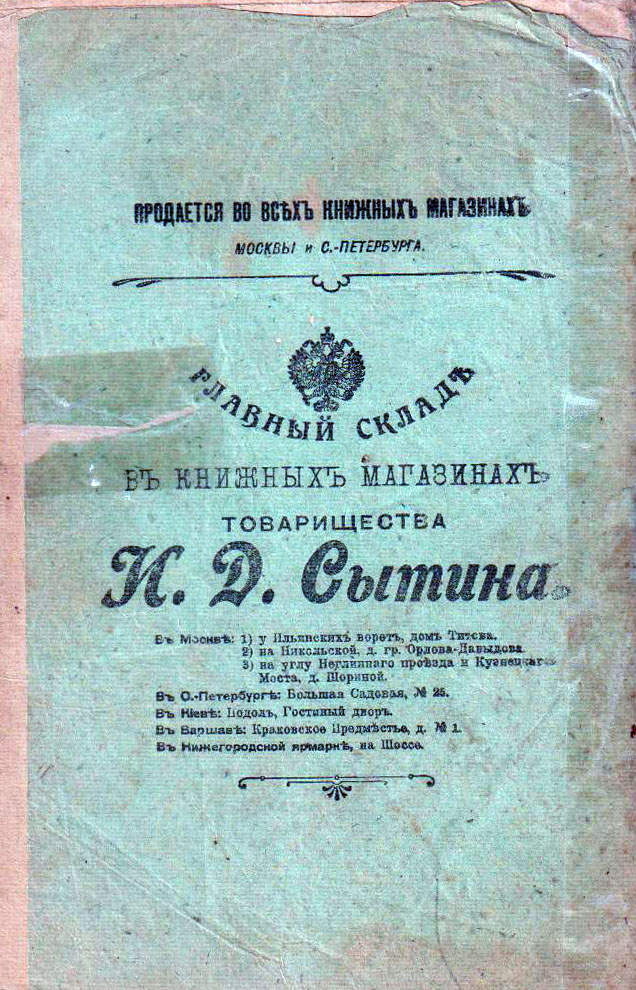 ПРОДАЕТСЯ ВО ВСѢХЪ КНИЖНЫХЪ МАГАЗИНАХЪ
МОСКВЫ и С.-ПЕТЕРБУРГА.
ГЛАВНЫЙ СКЛАДЪ
ВЪ КНИЖНЫХЪ МАГАЗИНАХЪ
ТОВАРИЩЕСТВА
И. Д. Сытина
Въ Москвѣ: 1) у Ильинскихъ воротъ, домъ Титова.
2) на Никольской, д. гр. Орлова-Давыдова
3) на углу Неглиннаго проѣзда и Кузнецкаго
Моста, д. Шориной.
Въ С.-Петербургѣ: Большая Садовая, № 25.
Въ Кіевѣ: Подолъ, Гостиный дворъ.
Въ Варшавѣ: Краковское Предмѣстье, д. № 1.
Въ Нижегородской ярмаркѣ, на Шоссе.